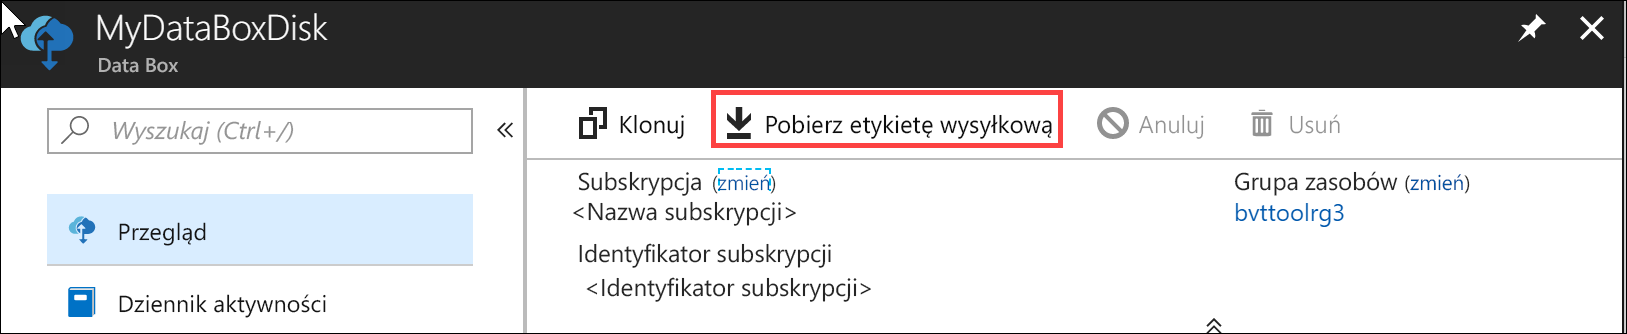 MyDataBoxDisk
Data Box
Wyszukaj (Ctrl+/)
Przegląd
Dziennik aktywności
Klonuj Pobierz etykietę wysyłkową Anuluj Usuń
Subskrypcja (zmień)
<Nazwa subskrypcji>
Identyfikator subskrypcji
<Identyfikator subskrypcji>
Grupa zasobów (zmień)
bvttoolrg3